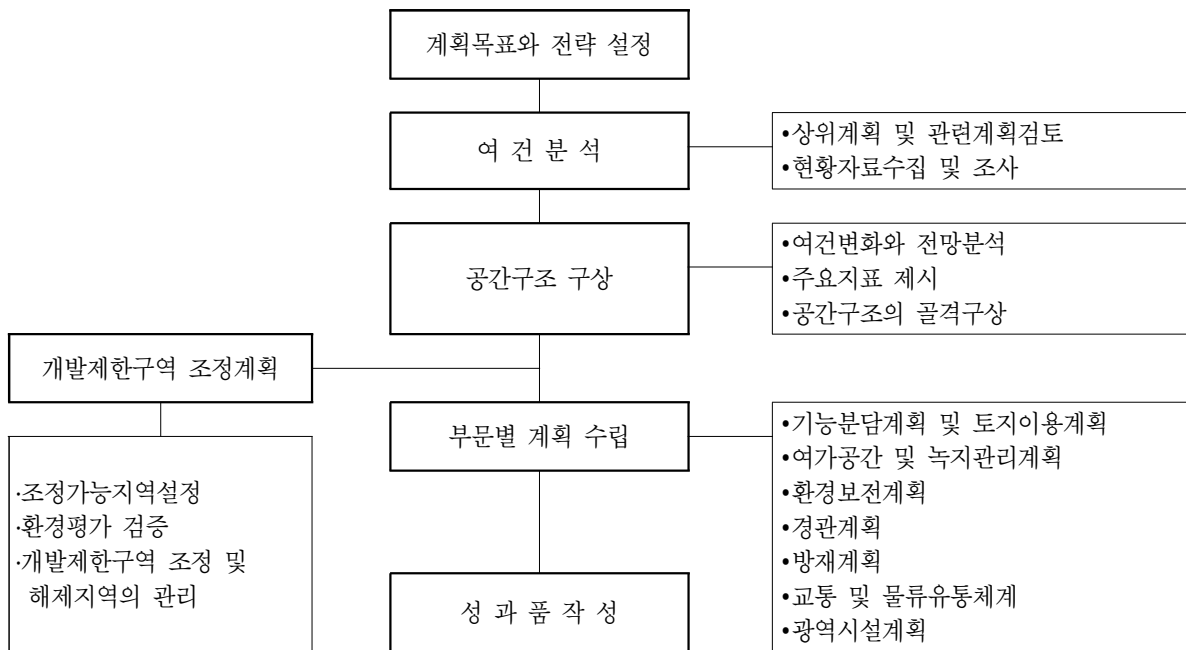 계획목표와 전략 설정
여 건 분 석
•상위계획 및 관련계획검토
•현황자료수집 및 조사
공간구조 구상
•여건변화와 전망분석
•주요지표 제시
•공간구조의 골격구상
개발제한구역 조정계획
·조정가능지역설정
·환경평가 검증
·개발제한구역 조정 및
해제지역의 관리
부문별 계획 수립
•기능분담계획 및 토지이용계획
•여가공간 및 녹지관리계획
•환경보전계획
•경관계획
•방재계획
•교통 및 물류유통체계
•광역시설계획
성 과 품 작 성